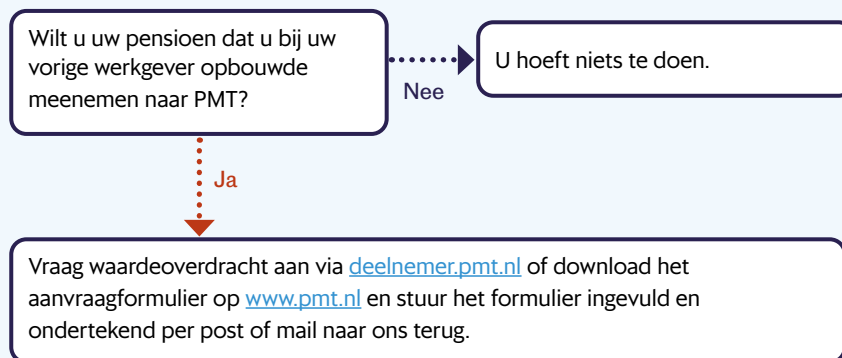 Wilt u uw pensioen dat u bij uw
vorige werkgever opbouwde
meenemen naar PMT?
Nee
U hoeft niets te doen.
Ja
Vraag waardeoverdracht aan via deelnemer.pmt.nl of download het
aanvraagformulier op www.pmt.nl en stuur het formulier ingevuld en
ondertekend per post of mail naar ons terug.